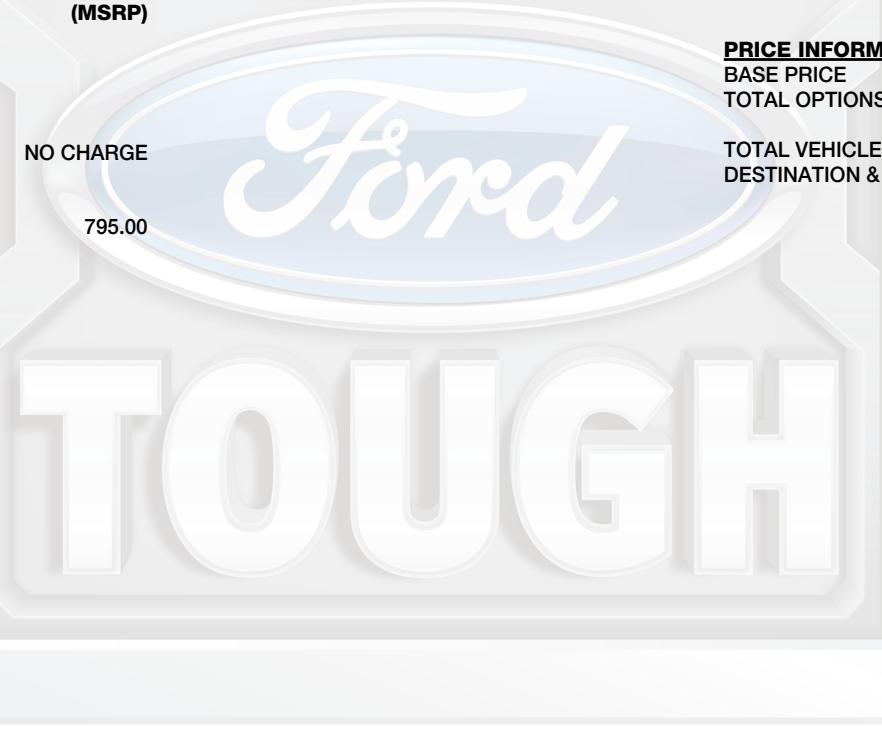 (MSRP)
PRICE INFORM
BASE PRICE
TOTAL OPTIONS
NO CHARGE
TOTAL VEHICLE
DESTINATION &
795.00
Ford
TOUGH